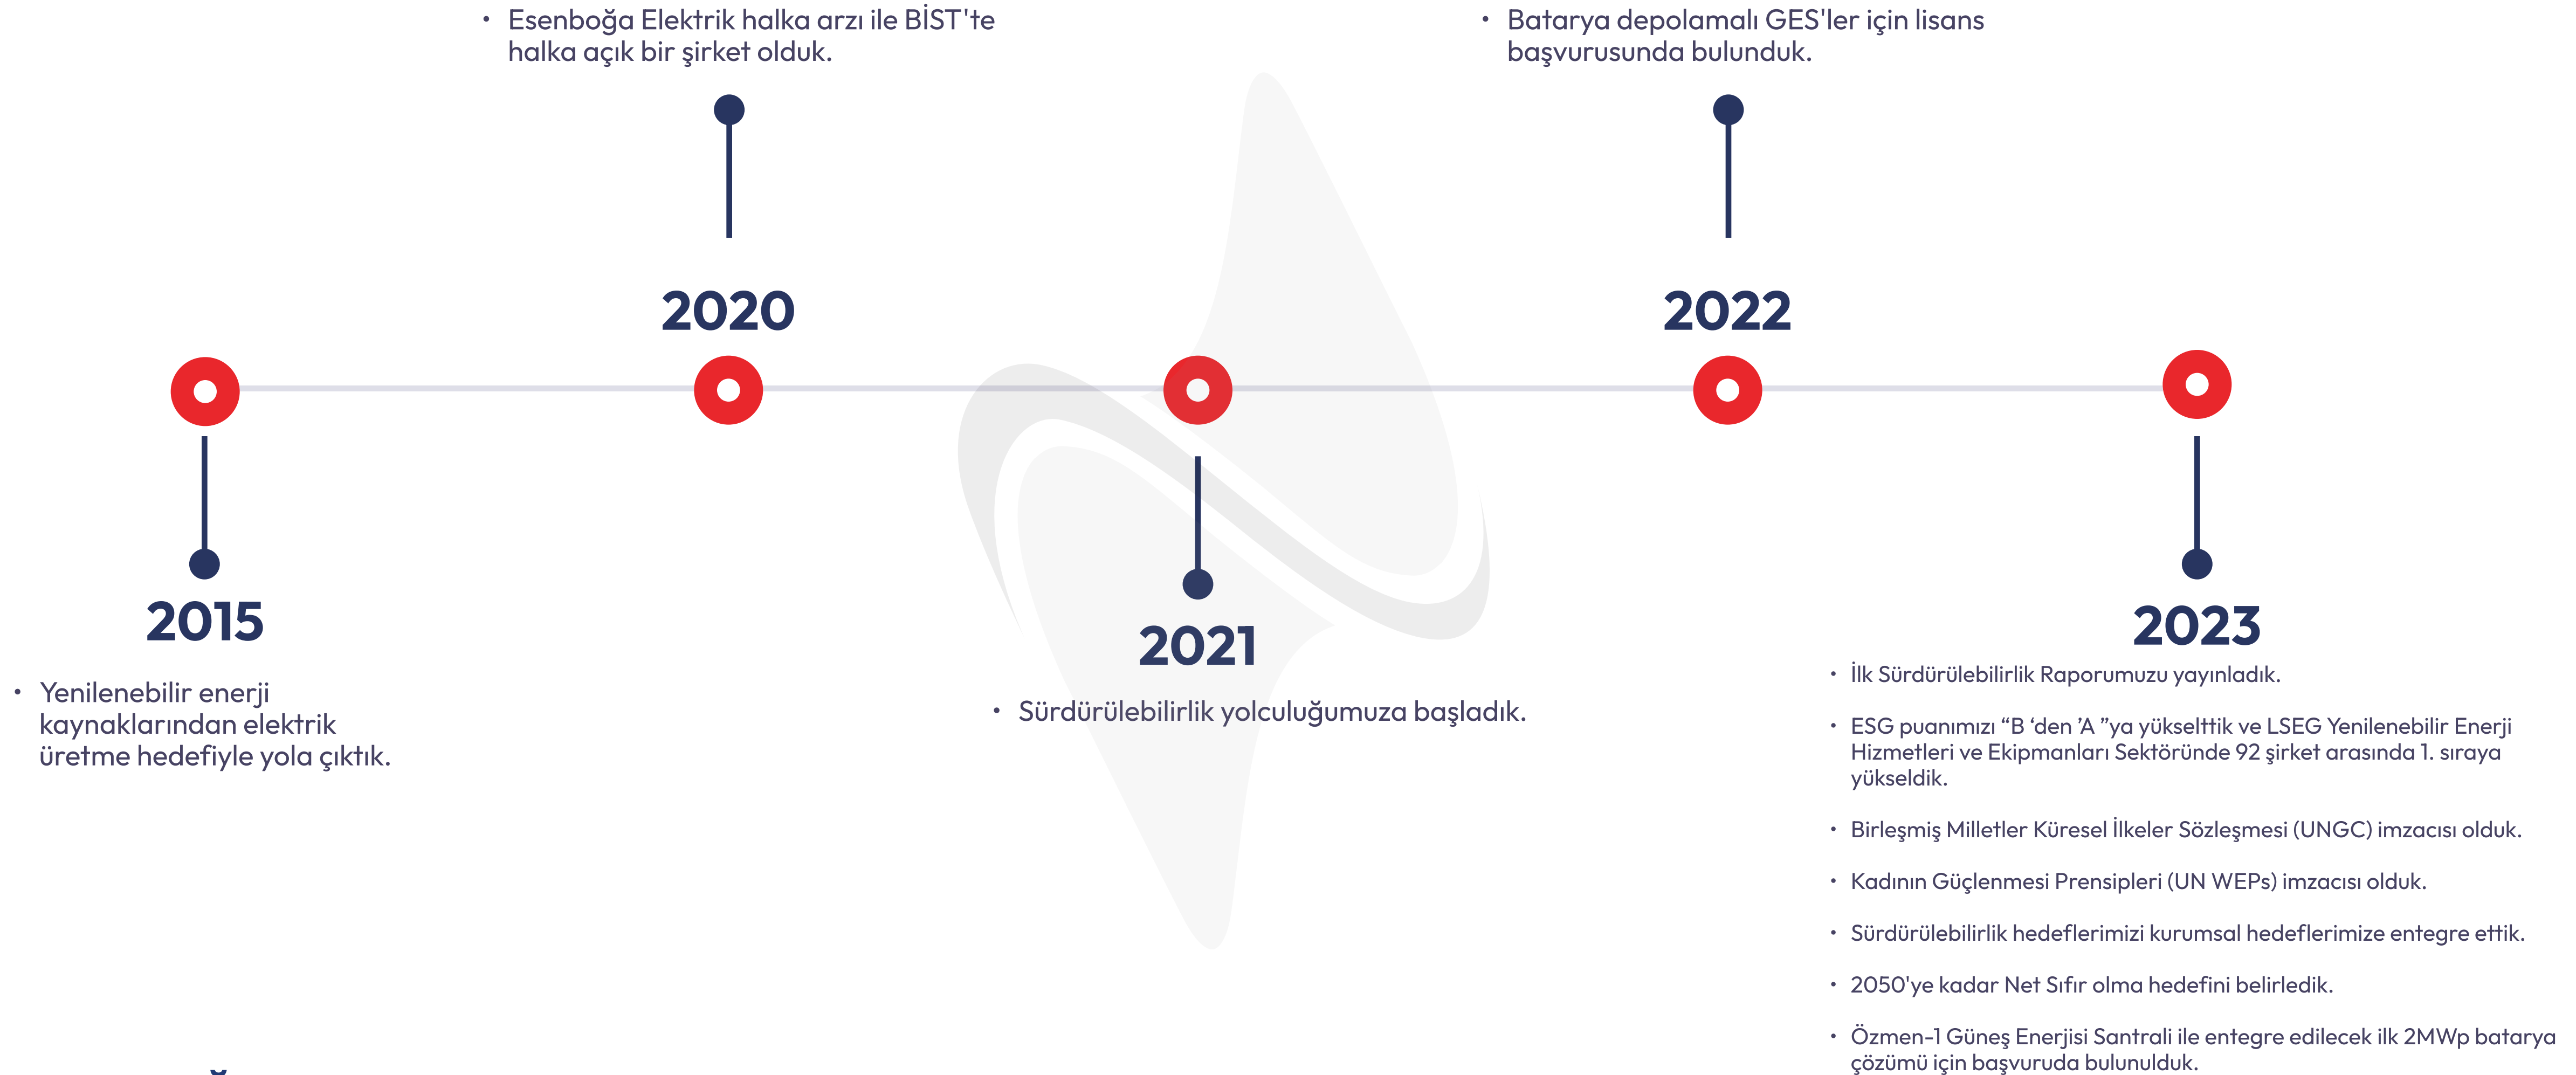 • Esenboğa Elektrik halka arzı ile BİST'te
halka açık bir şirket olduk.
• Batarya depolamalı GES'ler için lisans
başvurusunda bulunduk.
2020
2022
2015
• Yenilenebilir enerji
kaynaklarından elektrik
üretme hedefiyle yola çıktık.
2021
• Sürdürülebilirlik yolculuğumuza başladık.
2023
• İlk Sürdürülebilirlik Raporumuzu yayınladık.
• ESG puanımızı “B ‘den ’A ”ya yükselttik ve LSEG Yenilenebilir Enerji
Hizmetleri ve Ekipmanları Sektöründe 92 şirket arasında 1. sıraya
yükseldik.
• Birleşmiş Milletler Küresel İlkeler Sözleşmesi (UNGC) imzacısı olduk.
• Kadının Güçlenmesi Prensipleri (UN WEPs) imzacısı olduk.
• Sürdürülebilirlik hedeflerimizi kurumsal hedeflerimize entegre ettik.
• 2050'ye kadar Net Sıfır olma hedefini belirledik.
• Özmen-1 Güneş Enerjisi Santrali ile entegre edilecek ilk 2MWp batarya
çözümü için başvuruda bulunulduk.